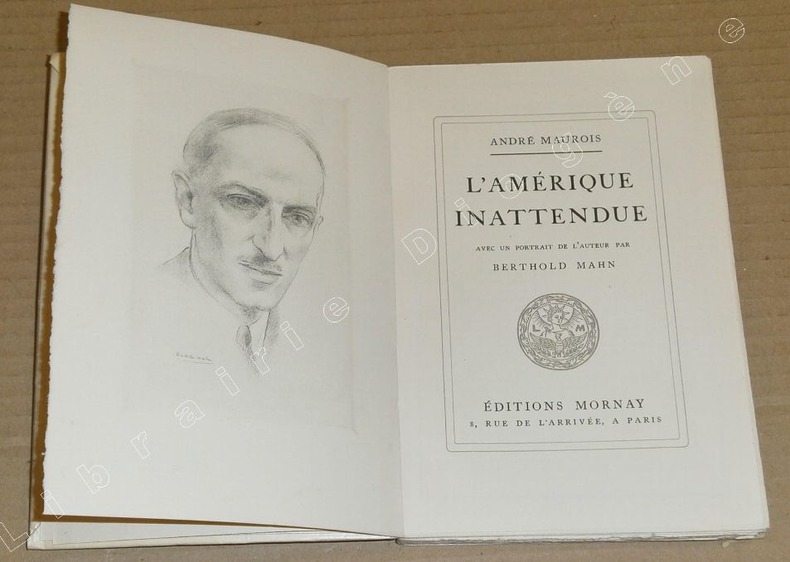 ANDRÉ MAUROIS
L'AMÉRIQUE
INATTENDUE
AVEC UN PORTRAIT DE L'AUTEUR PAR
BERTHOLD MAHN
L M
ÉDITIONS MORNAY
8, RUE DE L'ARRIVÉE, A PARIS
Librairie Diogène